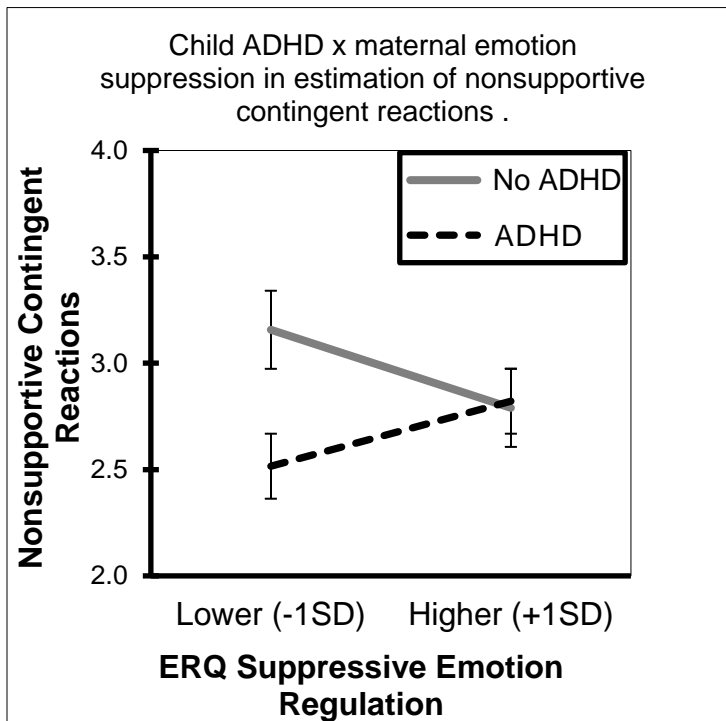 Child ADHD x maternal emotion
suppression in estimation of nonsupportive
contingent reactions .
Nonsupportive Contingent
Reactions
4.0
3.5
3.0
2.5
2.0
No ADHD
ADHD
Lower (-1SD)
Higher (+1SD)
ERQ Suppressive Emotion
Regulation